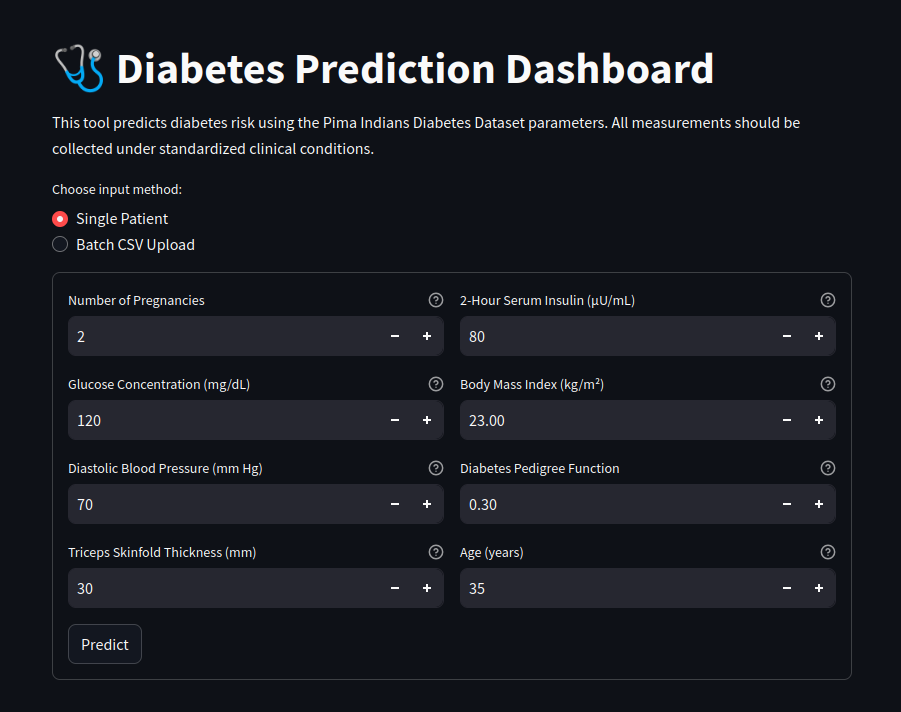 Diabetes Prediction Dashboard
This tool predicts diabetes risk using the Pima Indians Diabetes Dataset parameters. All measurements should be
collected under standardized clinical conditions.
Choose input method:
Single Patient
Batch CSV Upload
Number of Pregnancies
2
Glucose Concentration (mg/dL)
120
Diastolic Blood Pressure (mm Hg)
70
Triceps Skinfold Thickness (mm)
30
2-Hour Serum Insulin (μU/mL)
80
Body Mass Index (kg/m²)
23.00
Diabetes Pedigree Function
0.30
Age (years)
35
Predict